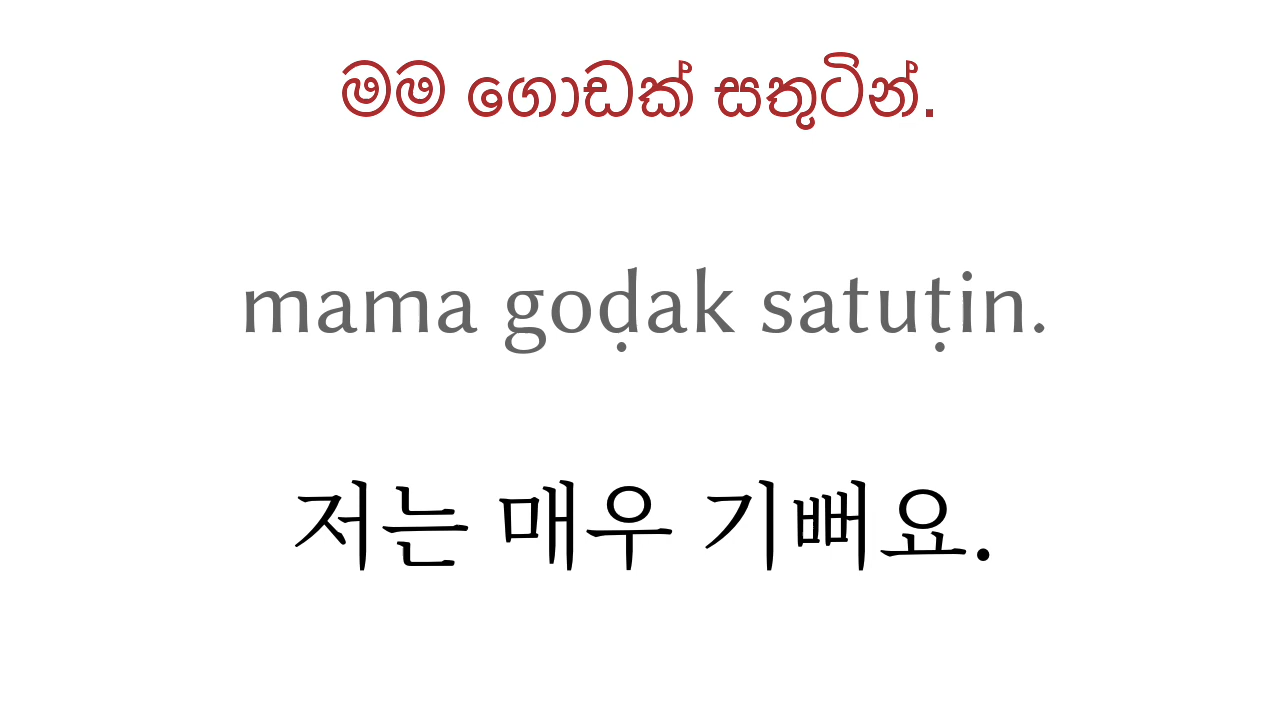 මම ගොඩක් සතුටින්.
mama goḍak satuṭin.
저는 매우 기뻐요.